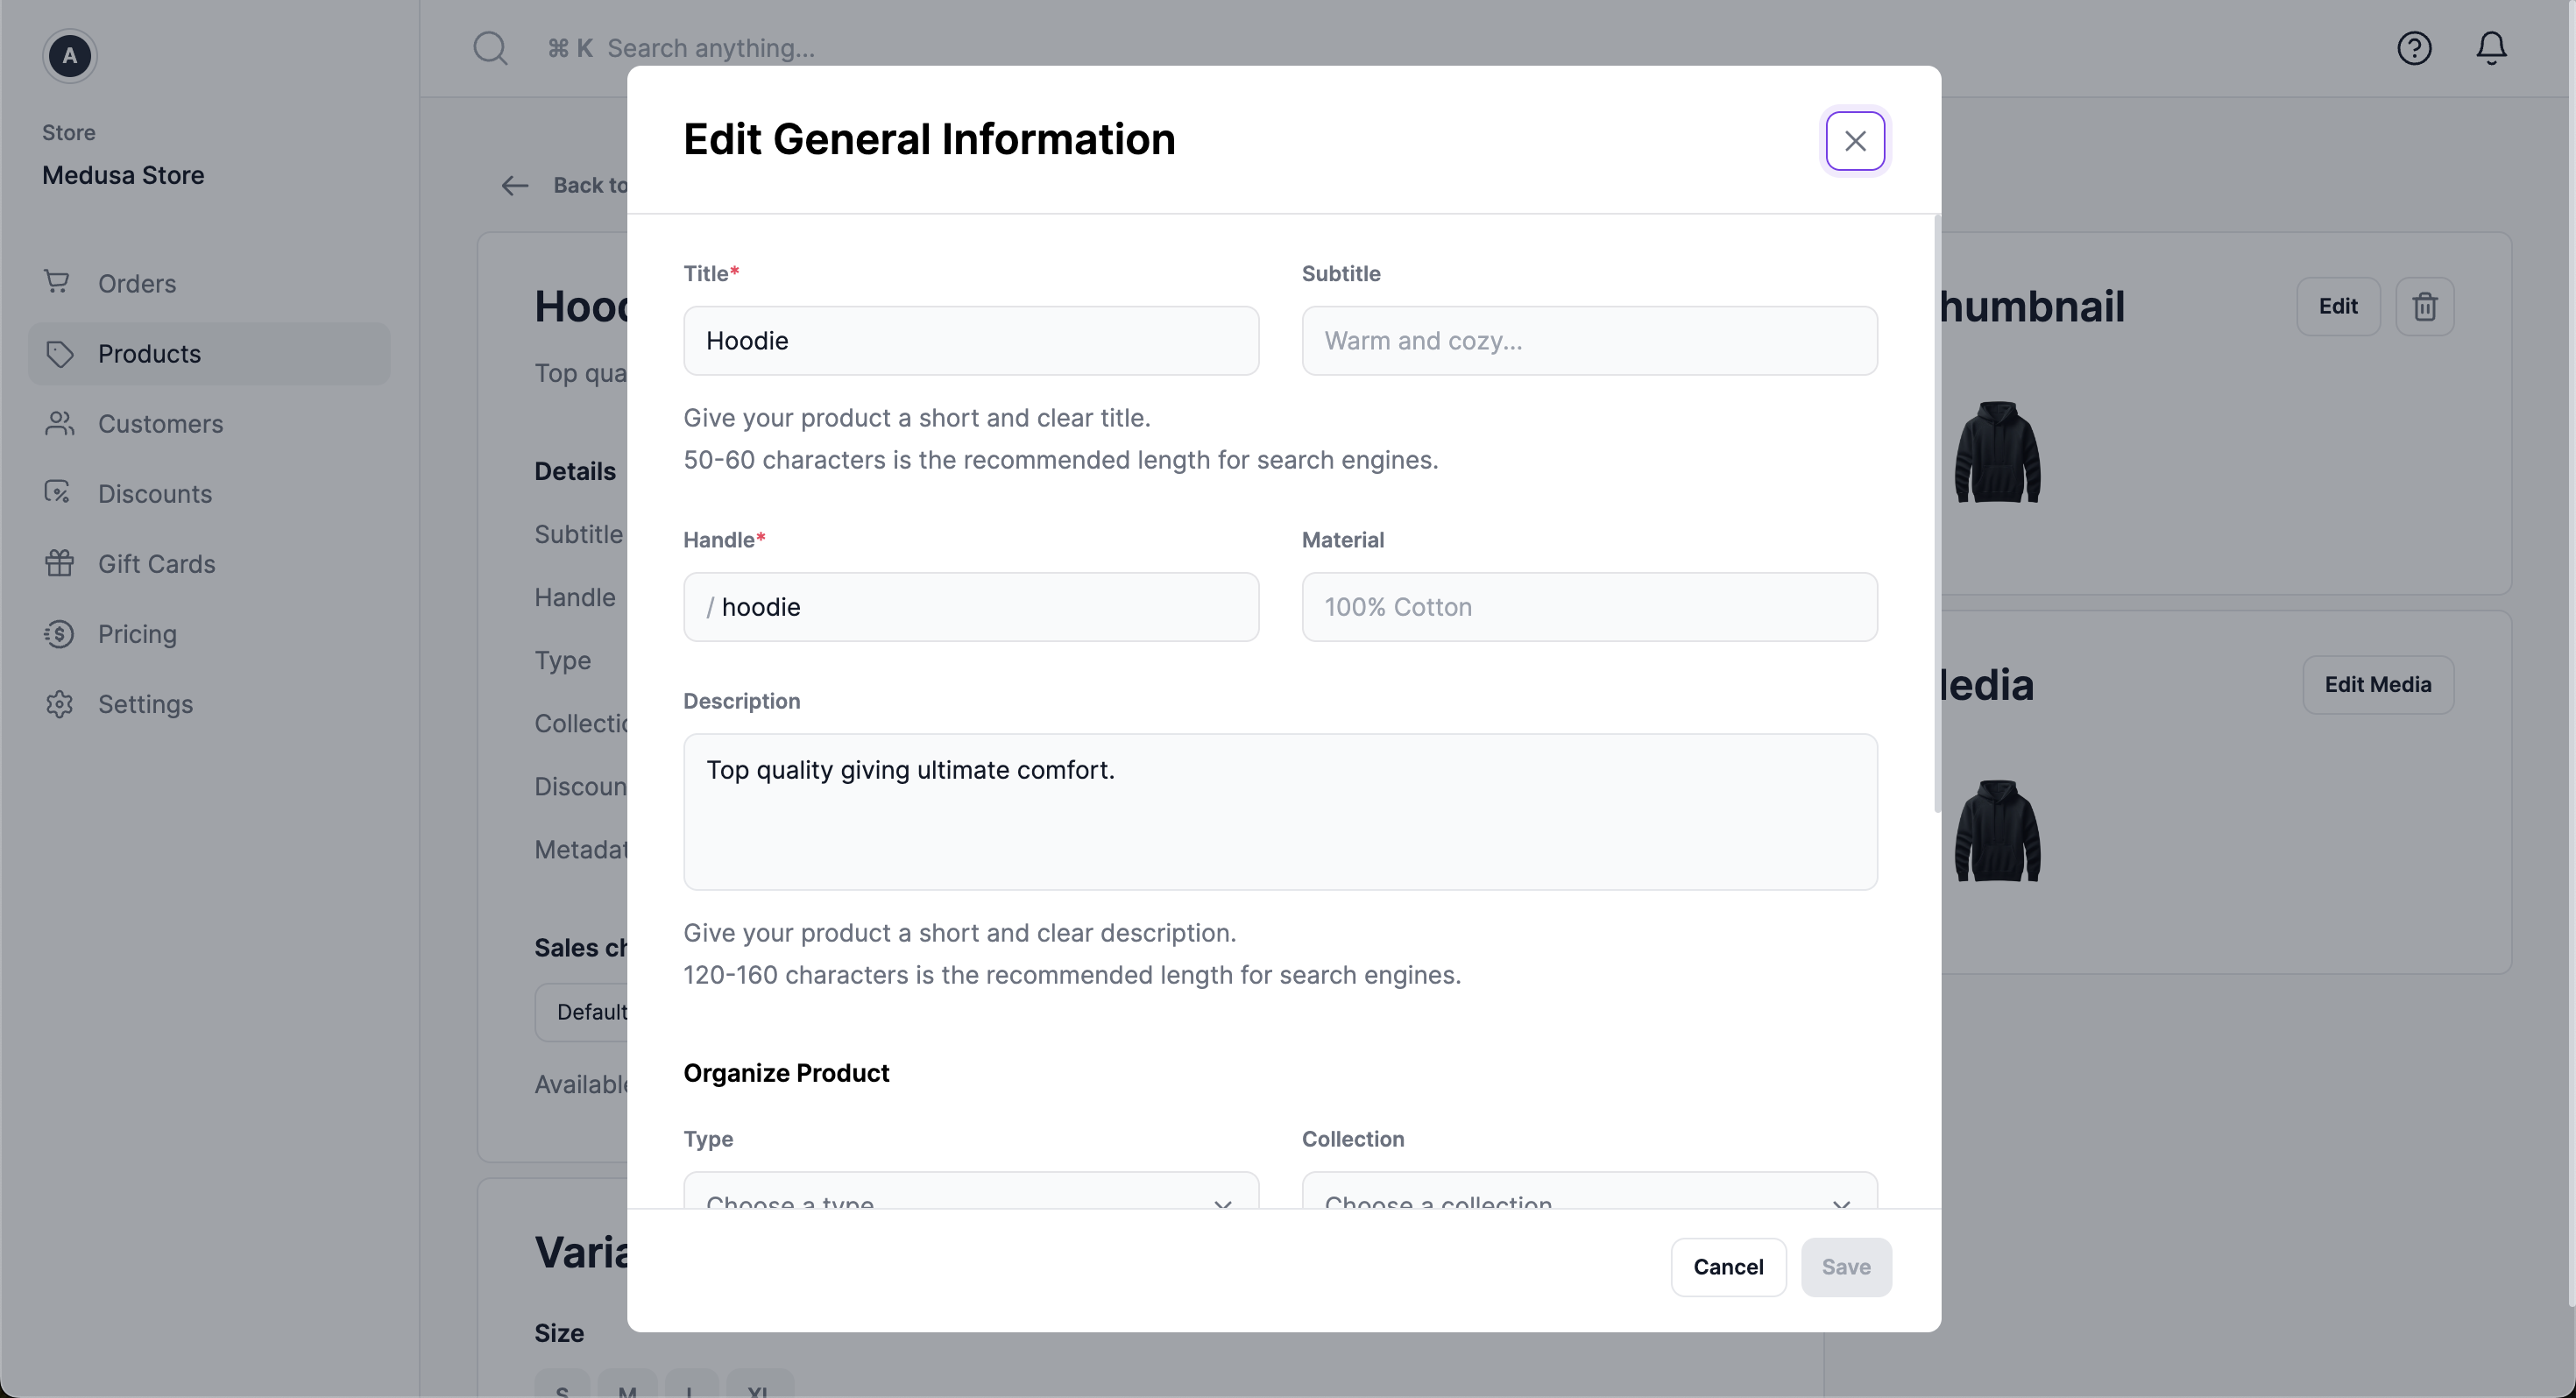 A
⌘ K Search anything...
Store
Medusa Store
Orders
Products
Customers
Discounts
Gift Cards
Pricing
Settings
Back to
Hood
Top qua
Details
Subtitle
Handle
Type
Collectio
Discoun
Metadat
Sales ch
Default
Available
Varia
Size
S M L XL
Edit General Information
Title*
Subtitle
Hoodie
Warm and cozy...
Give your product a short and clear title.
50-60 characters is the recommended length for search engines.
Handle*
Material
/ hoodie
100% Cotton
Description
Top quality giving ultimate comfort.
Give your product a short and clear description.
120-160 characters is the recommended length for search engines.
Organize Product
Type
Collection
Choose a type
Choose a collection
Cancel
Save
humbnail
Edit
edia
Edit Media